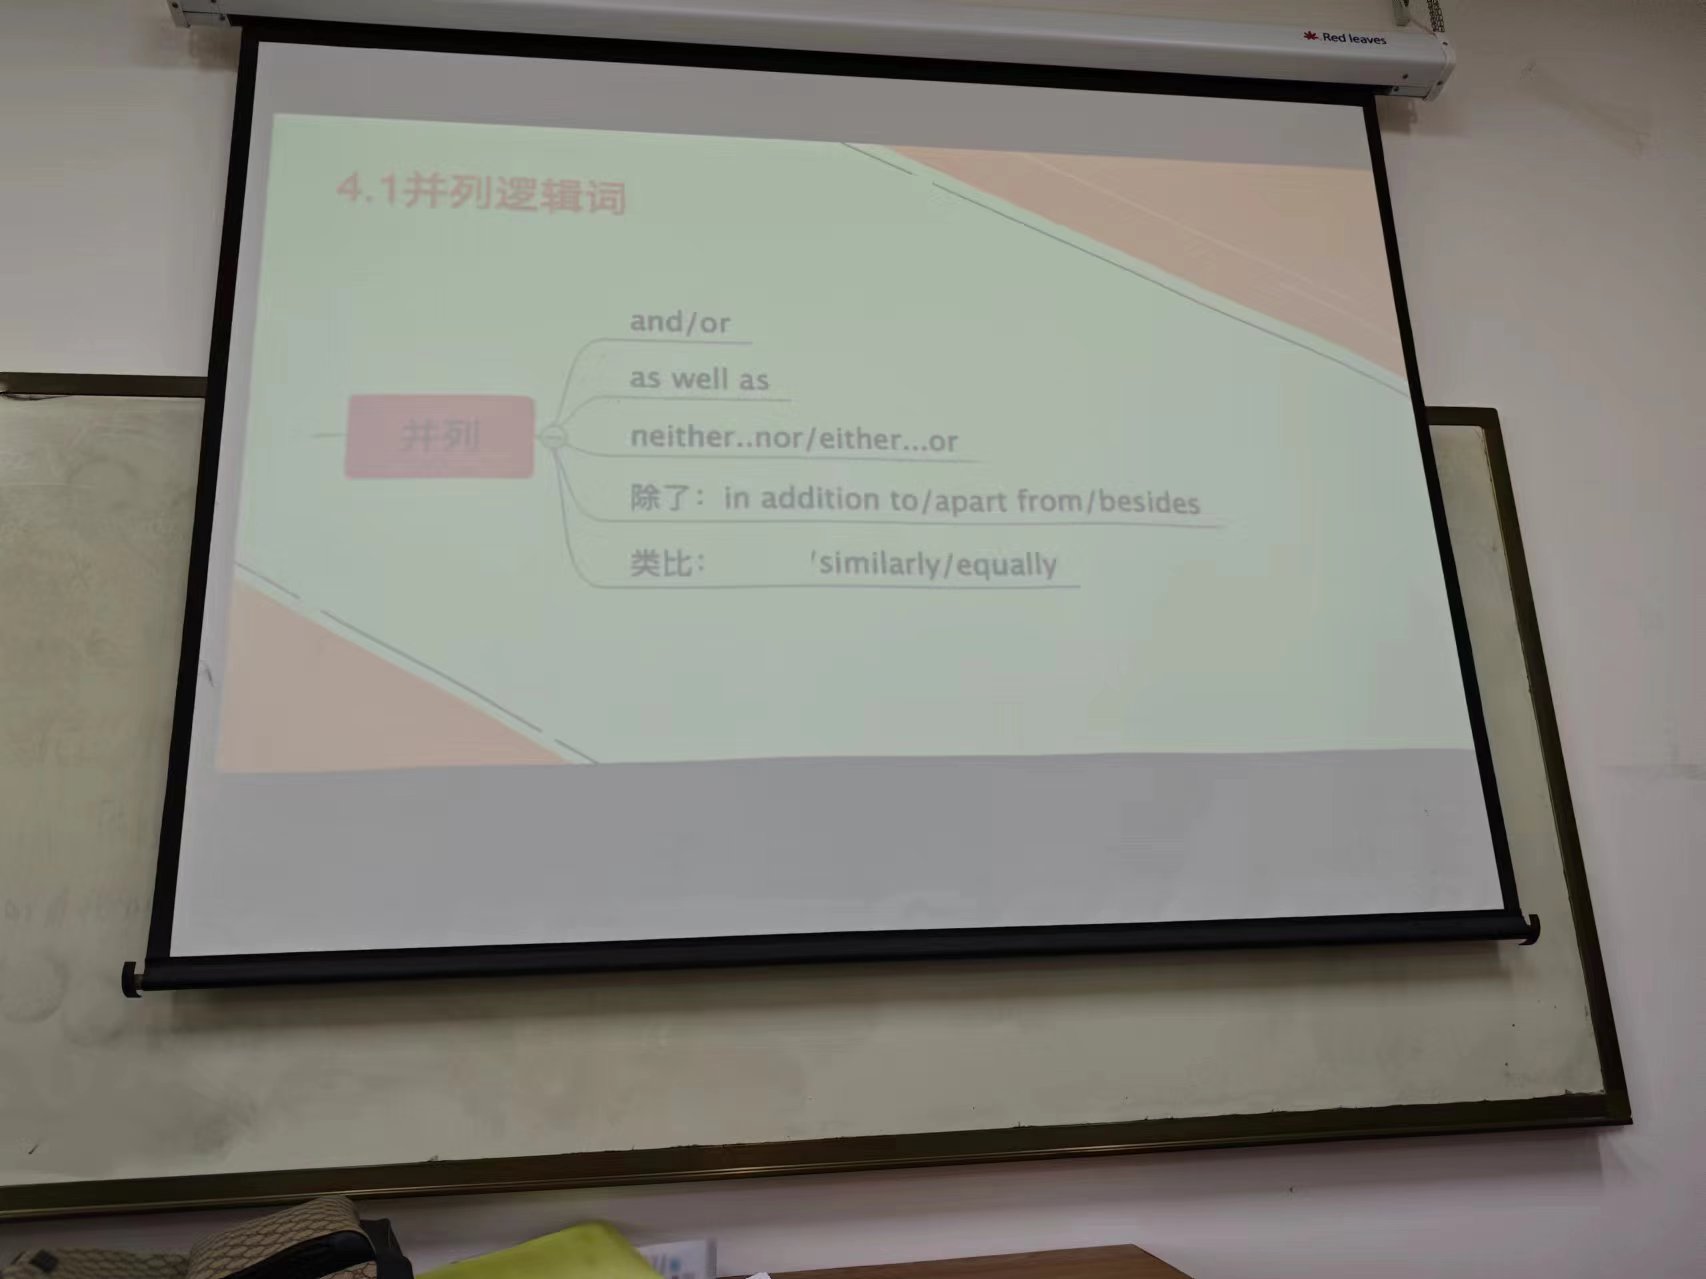 Red leaves
4.1并列逻辑词
and/or
as well as
并列
neither..nor/either...or
除了：in addition to/apart from/besides
类比： 'similarly/equally